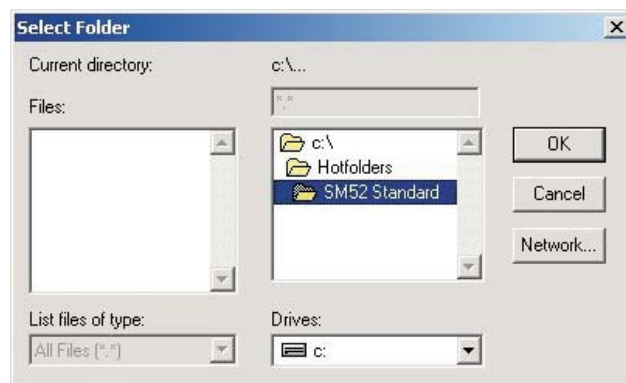 Select Folder
Current directory:
c:\...
Files:
*.*
c:\
Hotfolders
SM52 Standard
OK
Cancel
Network...
List files of type:
All Files (*.*)
Drives:
c: